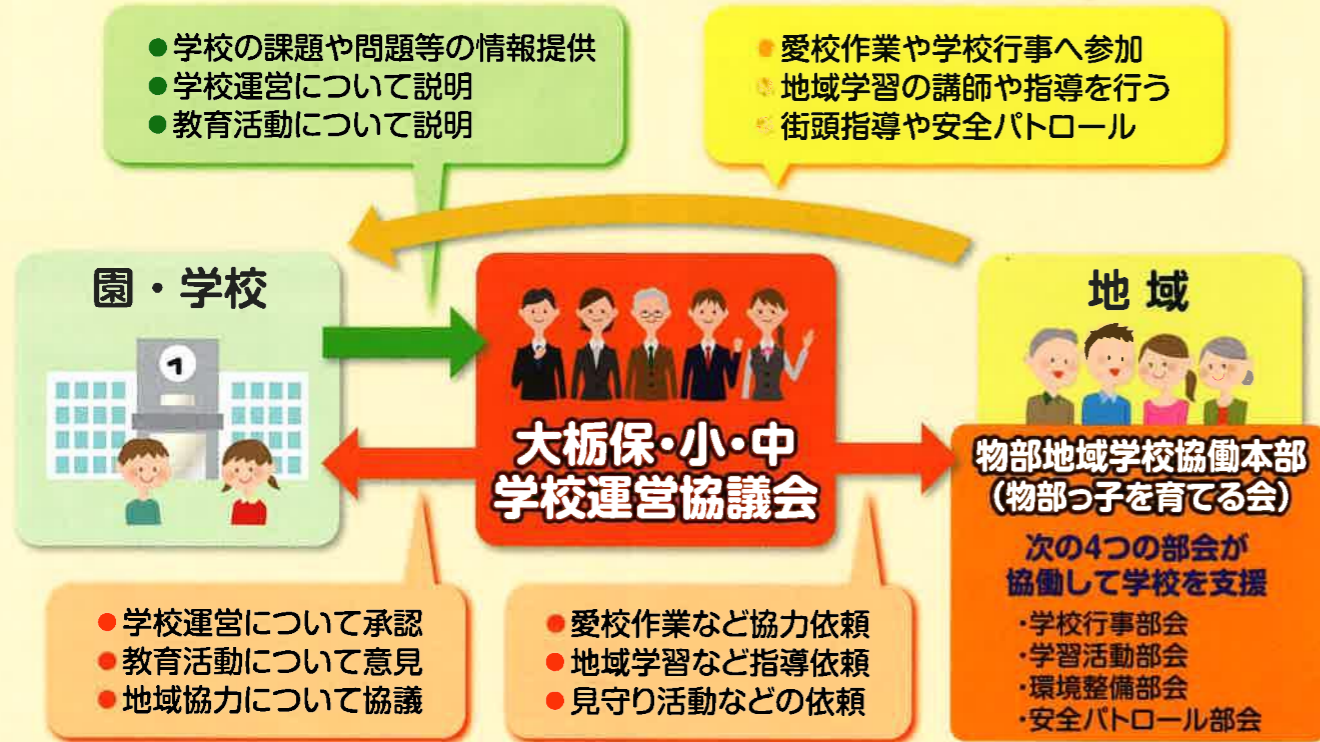 ●学校の課題や問題等の情報提供
●学校運営について説明
●教育活動について説明
●愛校作業や学校行事へ参加
●地域学習の講師や指導を行う
●街頭指導や安全パトロール
園・学校
1
大栃保・小・中
学校運営協議会
地 域
物部地域学校協働本部
(物部っ子を育てる会)
次の4つの部会が
協働して学校を支援
・学校行事部会
・学習活動部会
・環境整備部会
・安全パトロール部会
●学校運営について承認
●教育活動について意見
●地域協力について協議
●愛校作業など協力依頼
●地域学習など指導依頼
●見守り活動などの依頼